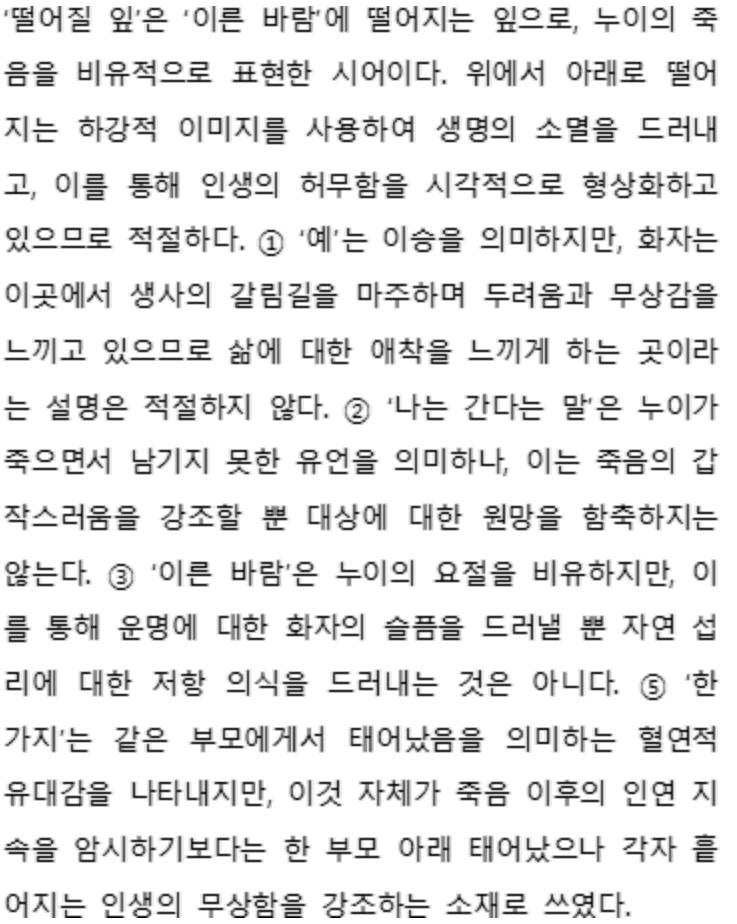 ‘떨어질 잎’은 ‘이른 바람’에 떨어지는 잎으로, 누이의 죽
음을 비유적으로 표현한 시어이다. 위에서 아래로 떨어
지는 하강적 이미지를 사용하여 생명의 소멸을 드러내
고, 이를 통해 인생의 허무함을 시각적으로 형상화하고
있으므로 적절하다. ① ‘예’는 이승을 의미하지만, 화자는
이곳에서 생사의 갈림길을 마주하며 두려움과 무상감을
느끼고 있으므로 삶에 대한 애착을 느끼게 하는 곳이라
는 설명은 적절하지 않다. ② ‘나는 간다는 말’은 누이가
죽으면서 남기지 못한 유언을 의미하나, 이는 죽음의 갑
작스러움을 강조할 뿐 대상에 대한 원망을 함축하지는
않는다. ③ ‘이른 바람’은 누이의 요절을 비유하지만, 이
를 통해 운명에 대한 화자의 슬픔을 드러낼 뿐 자연 섭
리에 대한 저항 의식을 드러내는 것은 아니다. ⑤ ‘한
가지’는 같은 부모에게서 태어났음을 의미하는 혈연적
유대감을 나타내지만, 이것 자체가 죽음 이후의 인연 지
속을 암시하기보다는 한 부모 아래 태어났으나 각자 흩
어지는 인생의 무상함을 강조하는 소재로 쓰였다.